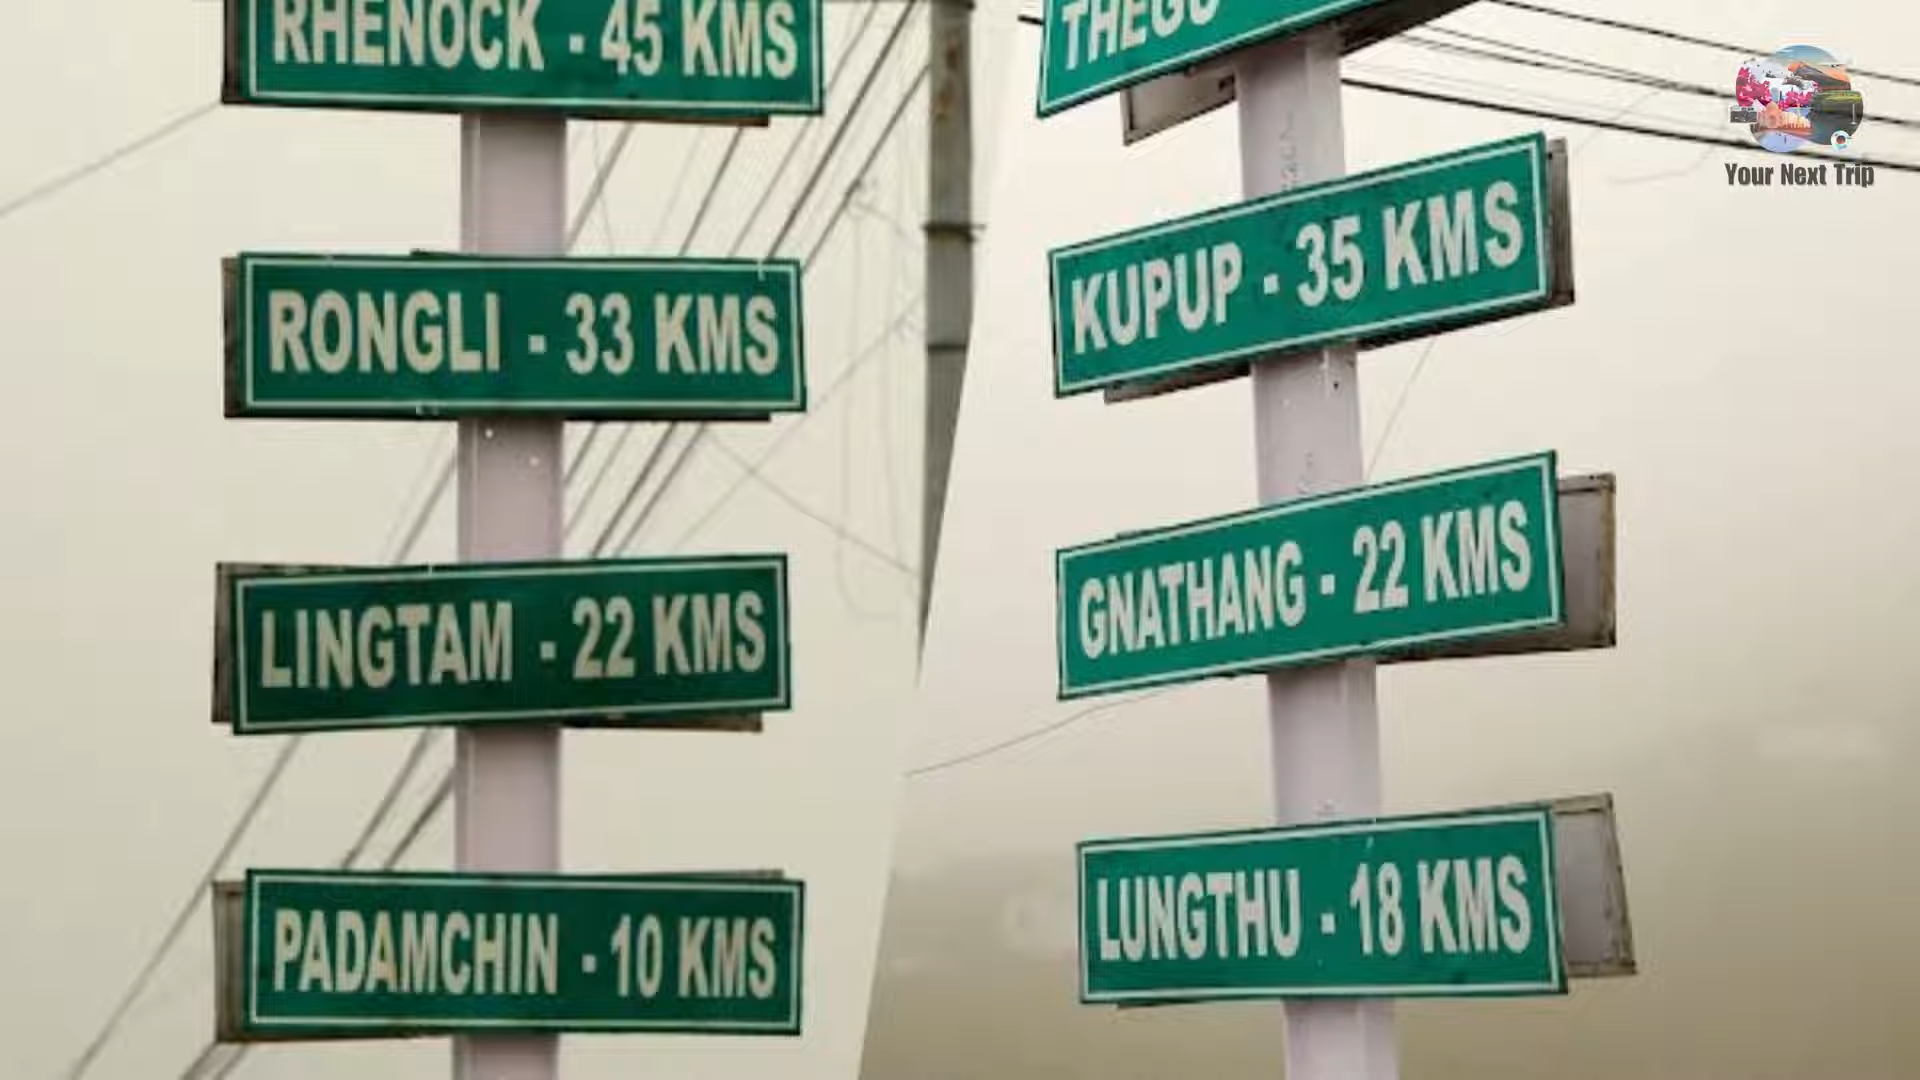 RHENOCK - 45 KMS
RONGLI - 33 KMS
LINGTAM - 22 KMS
PADAMCHIN - 10 KMS
KUPUP - 35 KMS
GNATHANG - 22 KMS
LUNGTHU - 18 KMS
Your Next Trip